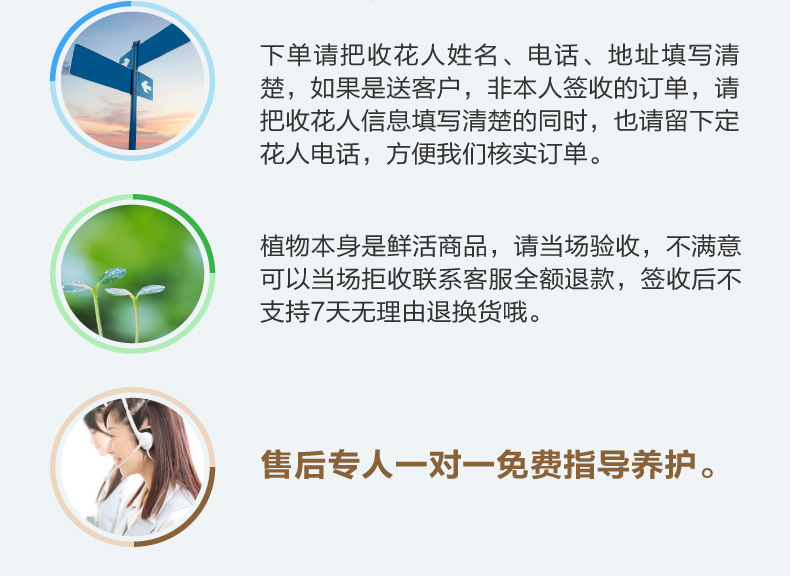 下单请把收花人姓名、电话、地址填写清
楚，如果是送客户，非本人签收的订单，请
把收花人信息填写清楚的同时，也请留下定
花人电话，方便我们核实订单。
植物本身是鲜活商品，请当场验收，不满意
可以当场拒收联系客服全额退款，签收后不
支持7天无理由退换货哦。
售后专人一对一免费指导养护。